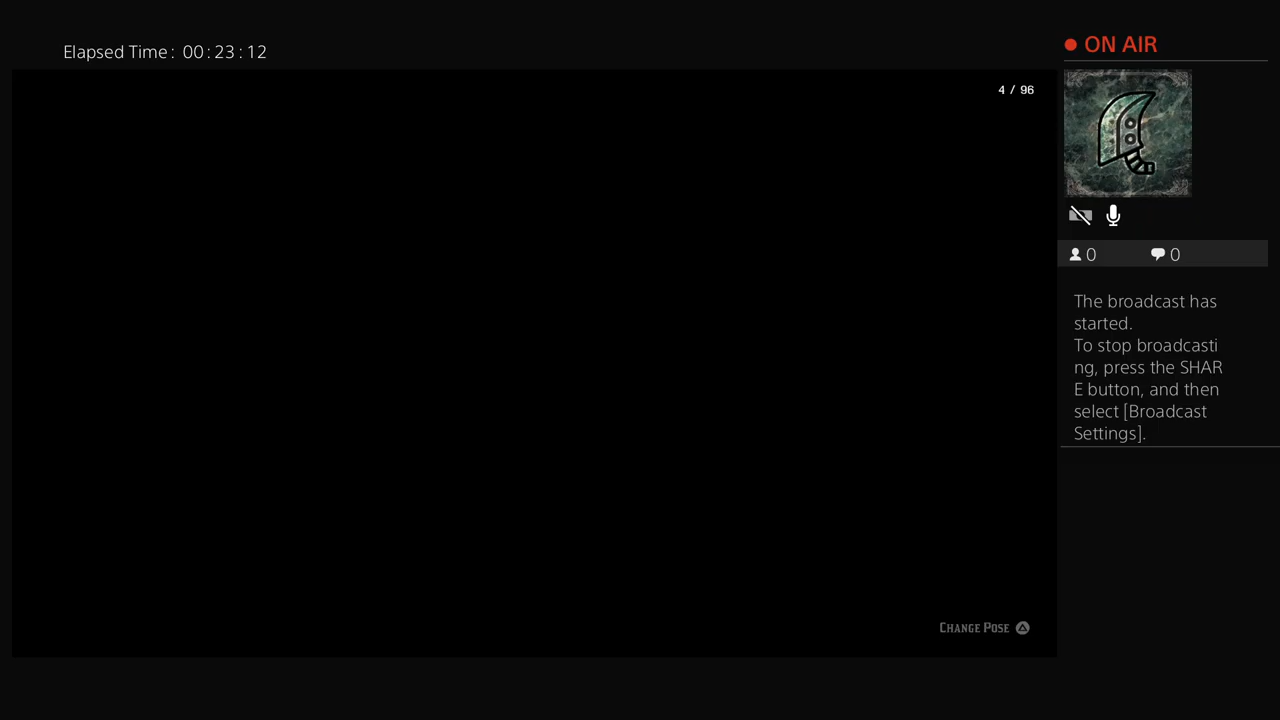 Elapsed Time: 00:23:12
ON AIR
4 / 96
0
0
The broadcast has
started.
To stop broadcasti
ng, press the SHAR
E button, and then
select [Broadcast
Settings].
CHANGE POSE